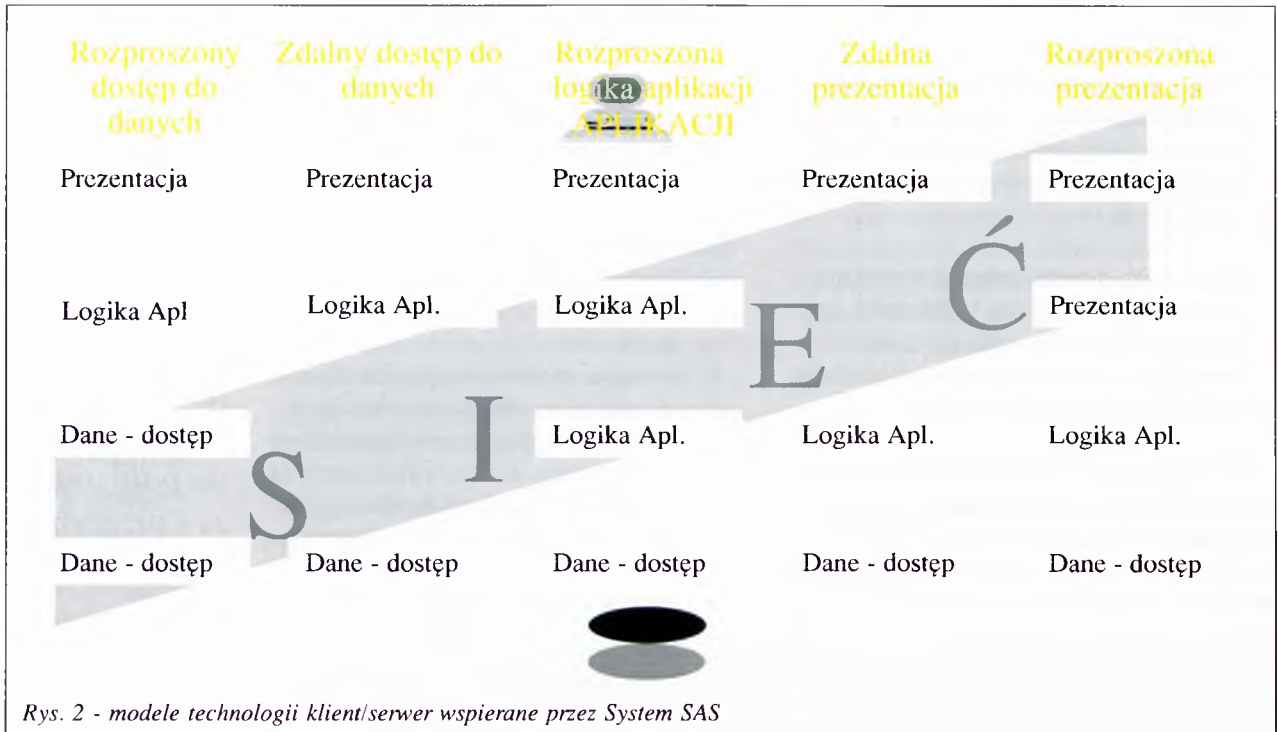 Rozproszony dostęp do danych
Zdalny dostęp do danych
Rozproszona logika aplikacji APLIKACJI
Zdalna prezentacja
Rozproszona prezentacja
Prezentacja Prezentacja Prezentacja Prezentacja Prezentacja
Logika Apl Logika Apl. Logika Apl. Prezentacja
Dane - dostęp Logika Apl. Logika Apl. Logika Apl.
Dane - dostęp Dane - dostęp Dane - dostęp Dane - dostęp Dane - dostęp
S I E Ć
Rys. 2 - modele technologii klient/serwer wspierane przez System SAS